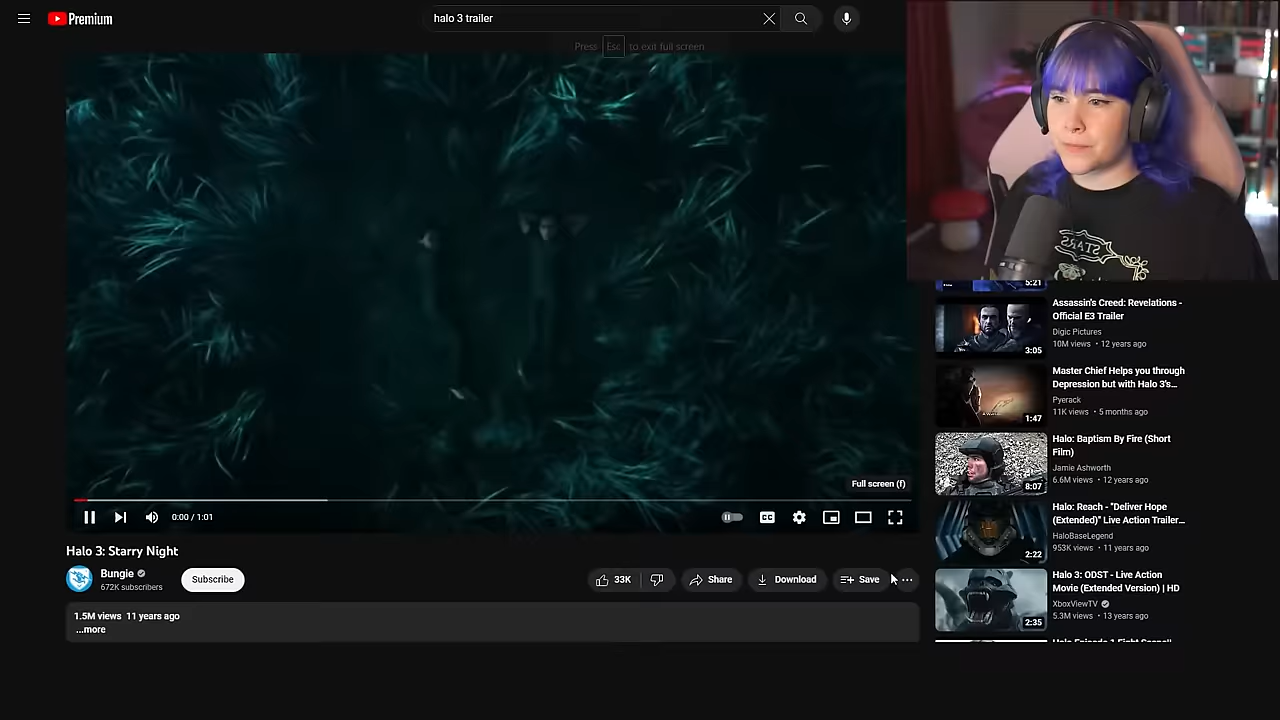 Premium
halo 3 trailer
Press Esc to exit full screen
5:21
Assassin's Creed: Revelations -
Official E3 Trailer
Digic Pictures
10M views • 12 years ago
3:05
Master Chief Helps you through
Depression but with Halo 3's...
Pyerack
11K views • 5 months ago
1:47
Halo: Baptism By Fire (Short
Film)
Jamie Ashworth
6.6M views • 12 years ago
8:07
Halo: Reach - "Deliver Hope
(Extended)" Live Action Trailer...
HaloBaseLegend
953K views • 11 years ago
2:22
Halo 3: ODST - Live Action
Movie (Extended Version) | HD
XboxViewTV
5.3M views • 13 years ago
2:35
Full screen (f)
0:00 / 1:01
CC
Halo 3: Starry Night
Bungie
672K subscribers
Subscribe
33K
Share
Download
Save
1.5M views 11 years ago
...more
STARS